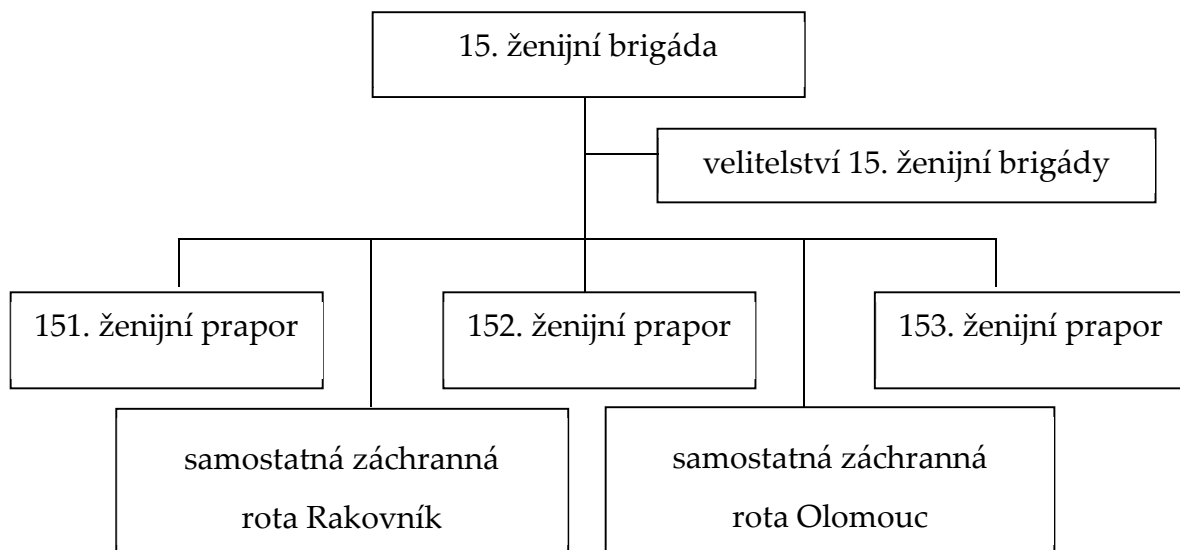 15. ženijní brigáda
velitelství 15. ženijní brigády
151. ženijní prapor
152. ženijní prapor
153. ženijní prapor
samostatná záchranná
rota Rakovník
samostatná záchranná
rota Olomouc